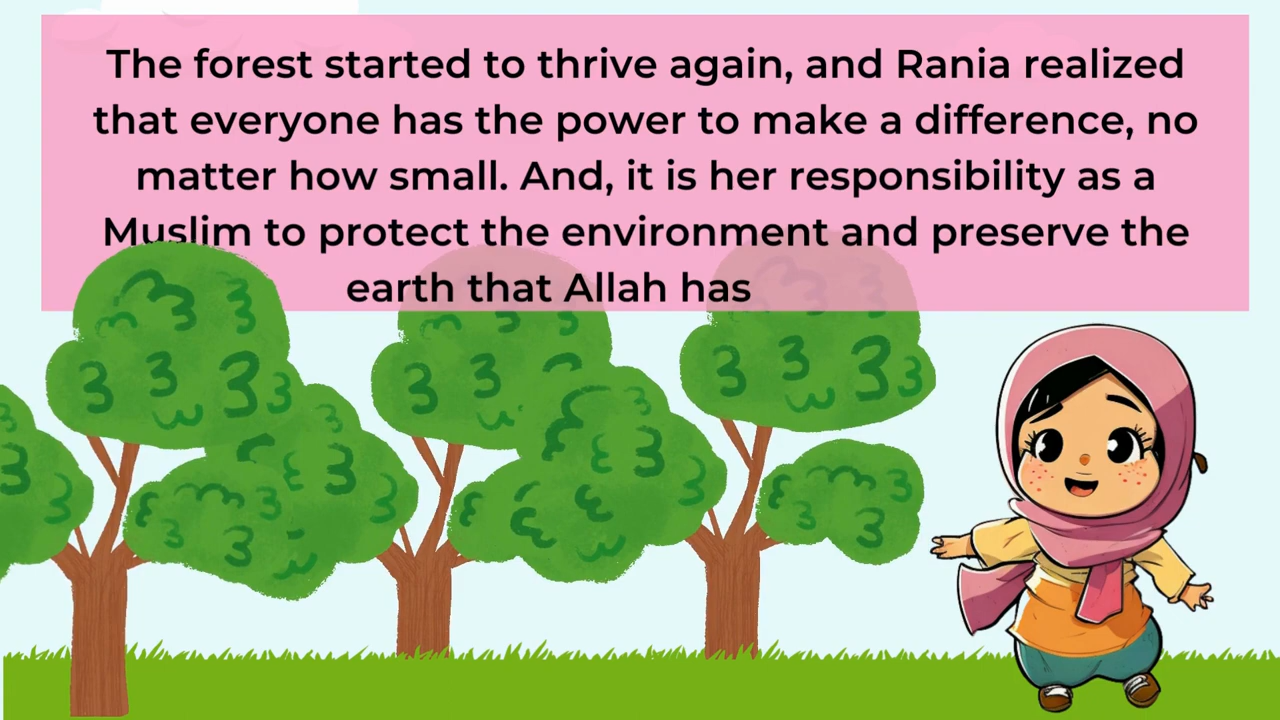 The forest started to thrive again, and Rania realized
that everyone has the power to make a difference, no
matter how small. And, it is her responsibility as a
Muslim to protect the environment and preserve the
earth that Allah has